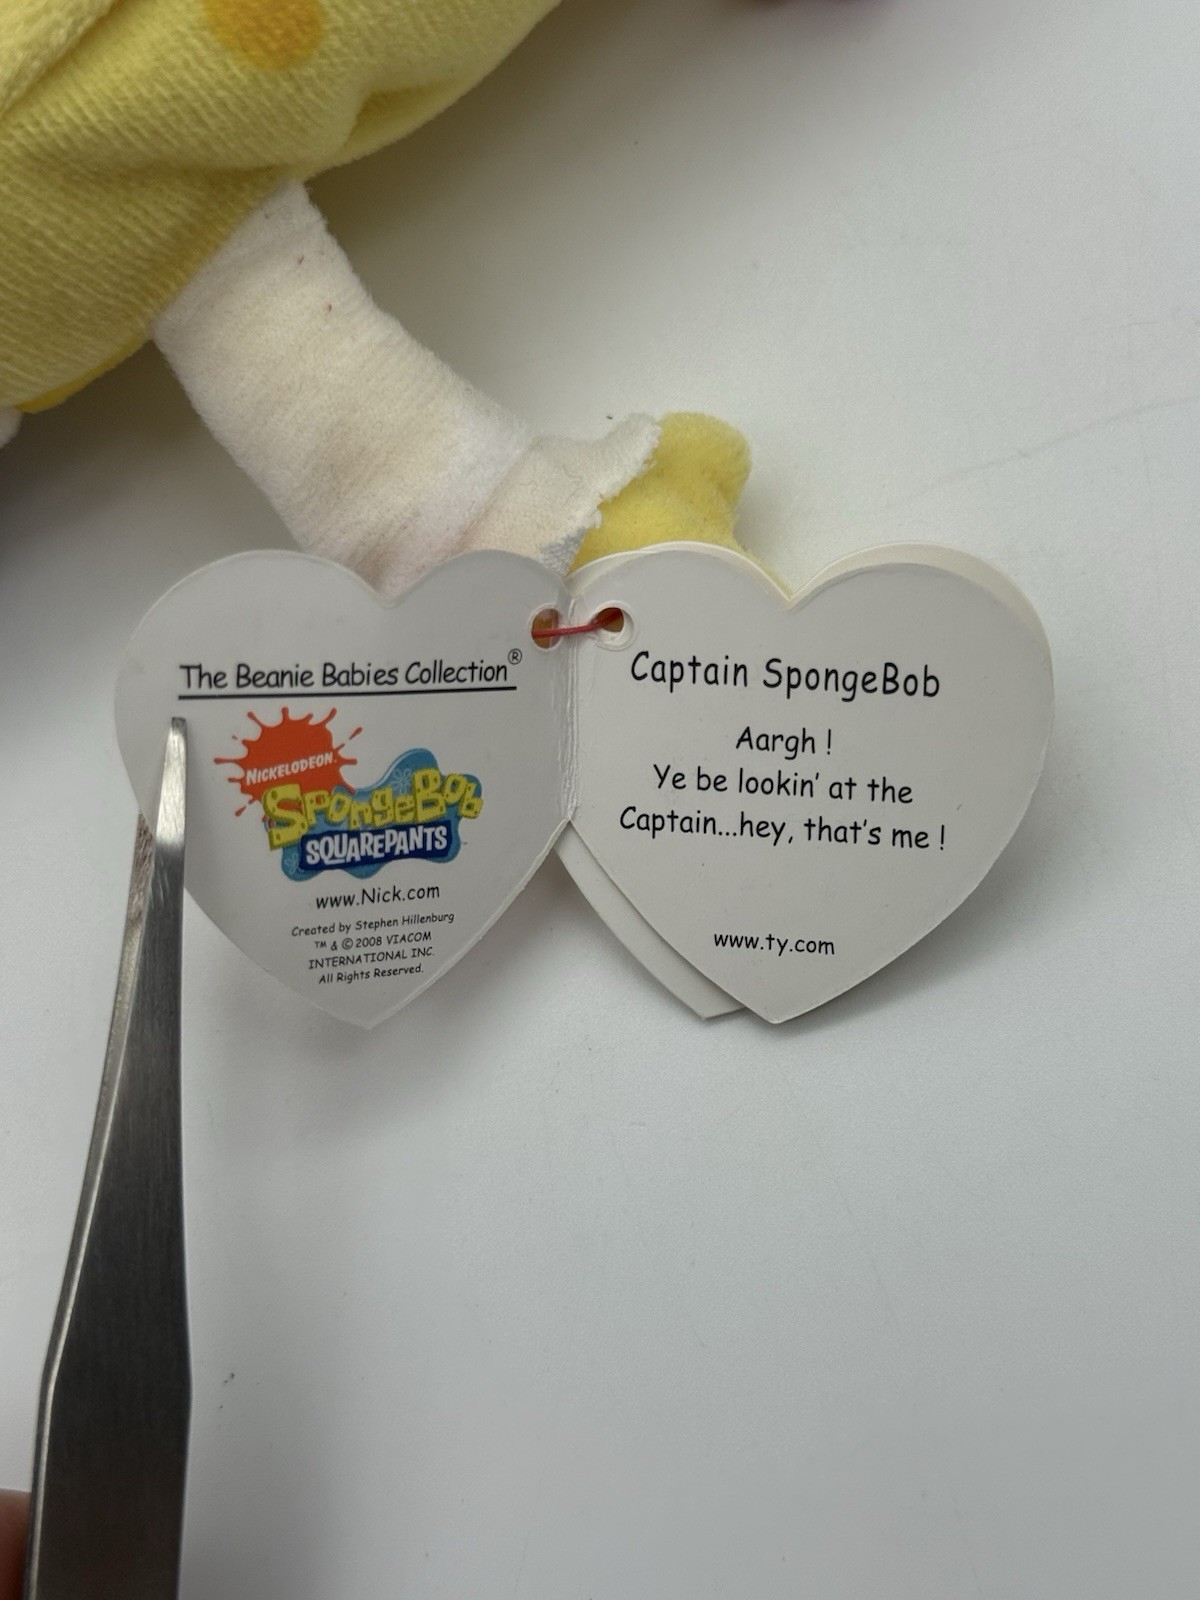 The Beanie Babies Collection®
NICKELODEON™
SpongeBob
SQUAREPANTS
www.Nick.com
Created by Stephen Hillenburg
™ & © 2008 VIACOM
INTERNATIONAL INC.
All Rights Reserved.
Captain SpongeBob
Aargh !
Ye be lookin' at the
Captain...hey, that's me !
www.ty.com